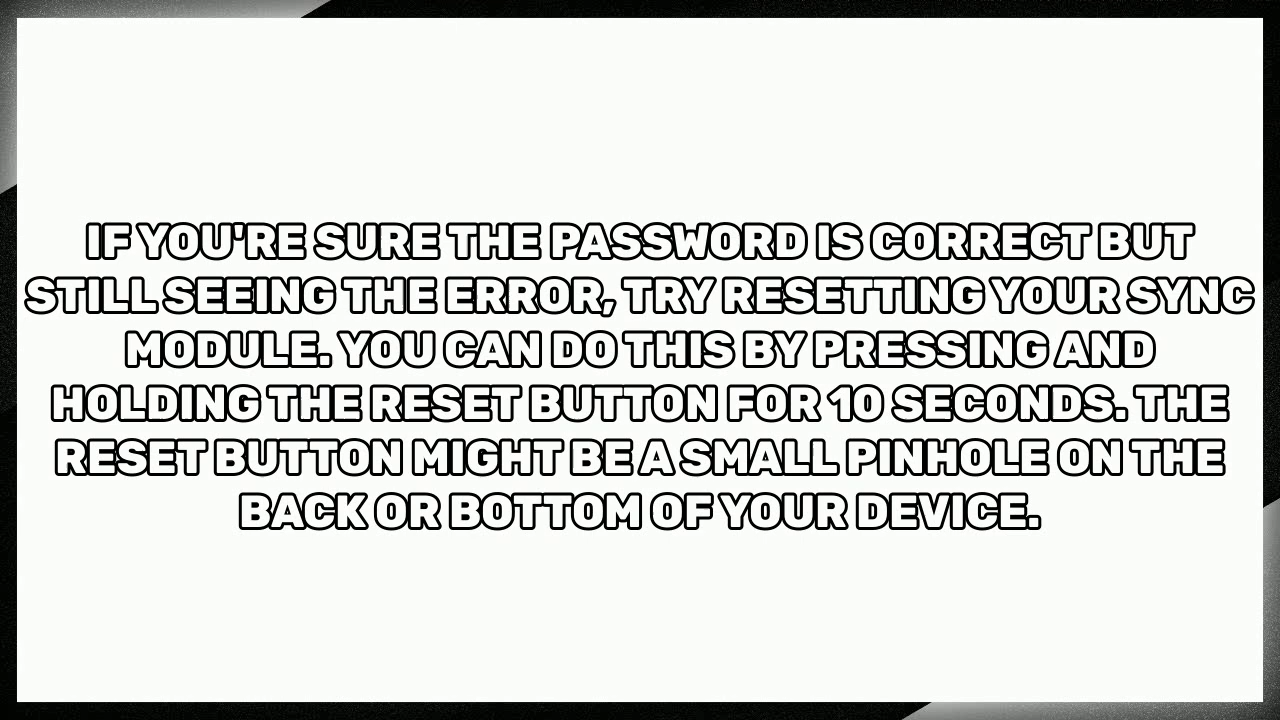 IF YOU'RE SURE THE PASSWORD IS CORRECT BUT
STILL SEEING THE ERROR, TRY RESETTING YOUR SYNC
MODULE. YOU CAN DO THIS BY PRESSING AND
HOLDING THE RESET BUTTON FOR 10 SECONDS. THE
RESET BUTTON MIGHT BE A SMALL PINHOLE ON THE
BACK OR BOTTOM OF YOUR DEVICE.